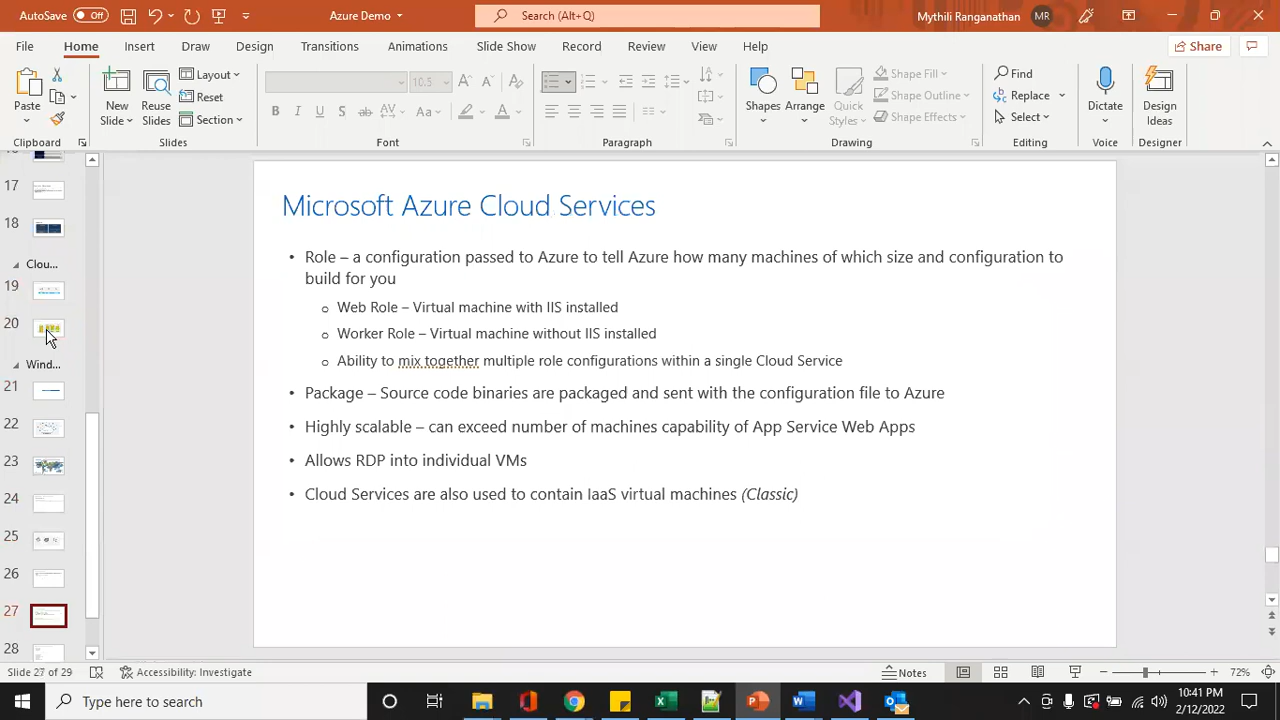 AutoSave Off
Azure Demo
Search (Alt+Q)
Mythili Ranganathan MR
File Home Insert Draw Design Transitions Animations Slide Show Record Review View Help Share
Paste
New Slide
Reuse Slides
Layout
Reset
Section
10.5
Shapes
Arrange
Quick Styles
Shape Fill
Shape Outline
Shape Effects
Find
Replace
Select
Dictate
Design Ideas
Clipboard Slides Font Paragraph Drawing Editing Voice Designer
17
18
Clou...
19
20
Wind...
21
22
23
24
25
26
27
28
Microsoft Azure Cloud Services
• Role – a configuration passed to Azure to tell Azure how many machines of which size and configuration to
build for you
o Web Role – Virtual machine with IIS installed
o Worker Role – Virtual machine without IIS installed
o Ability to mix together multiple role configurations within a single Cloud Service
• Package – Source code binaries are packaged and sent with the configuration file to Azure
• Highly scalable – can exceed number of machines capability of App Service Web Apps
• Allows RDP into individual VMs
• Cloud Services are also used to contain IaaS virtual machines (Classic)
Slide 27 of 29 Accessibility: Investigate Notes 72%
Type here to search
10:41 PM
2/12/2022